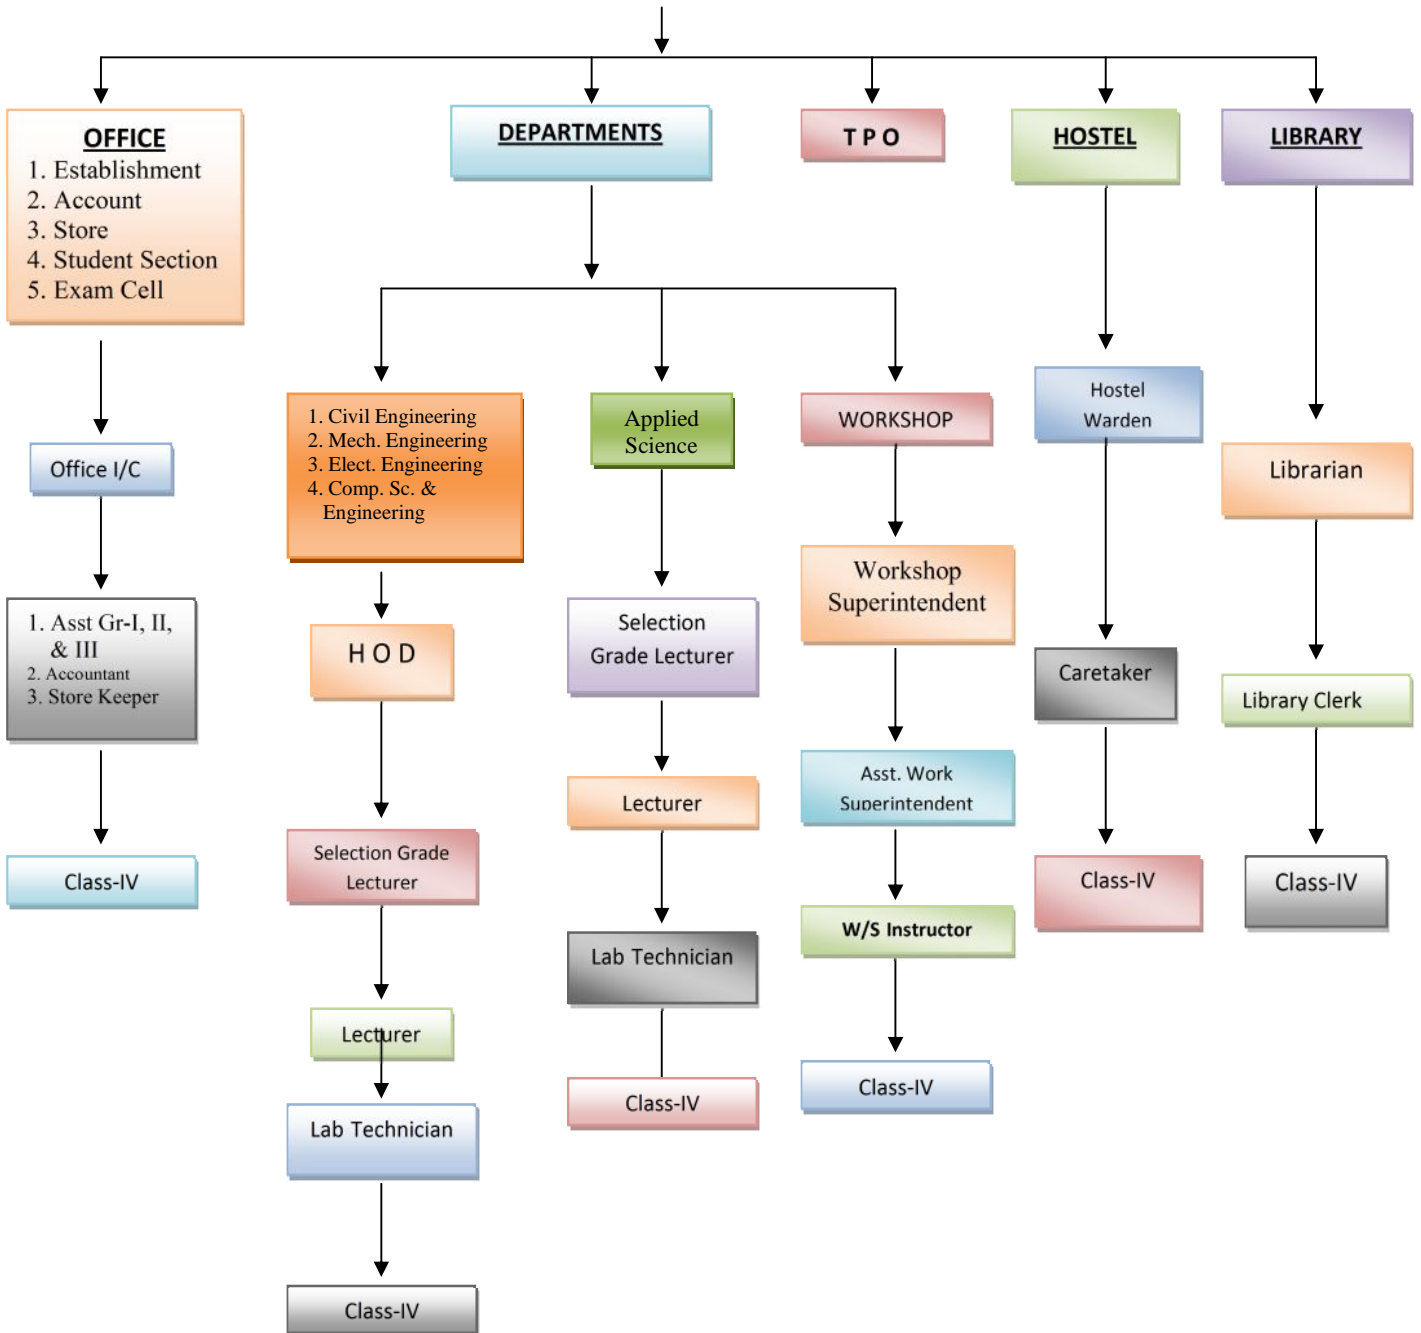 OFFICE
1. Establishment
2. Account
3. Store
4. Student Section
5. Exam Cell
Office I/C
1. Asst Gr-I, II,
& III
2. Accountant
3. Store Keeper
Class-IV
DEPARTMENTS
1. Civil Engineering
2. Mech. Engineering
3. Elect. Engineering
4. Comp. Sc. &
Engineering
H O D
Selection Grade
Lecturer
Lecturer
Lab Technician
Class-IV
Applied
Science
Selection
Grade Lecturer
Lecturer
Lab Technician
Class-IV
WORKSHOP
Workshop
Superintendent
Asst. Work
Superintendent
W/S Instructor
Class-IV
T P O
HOSTEL
Hostel
Warden
Caretaker
Class-IV
LIBRARY
Librarian
Library Clerk
Class-IV